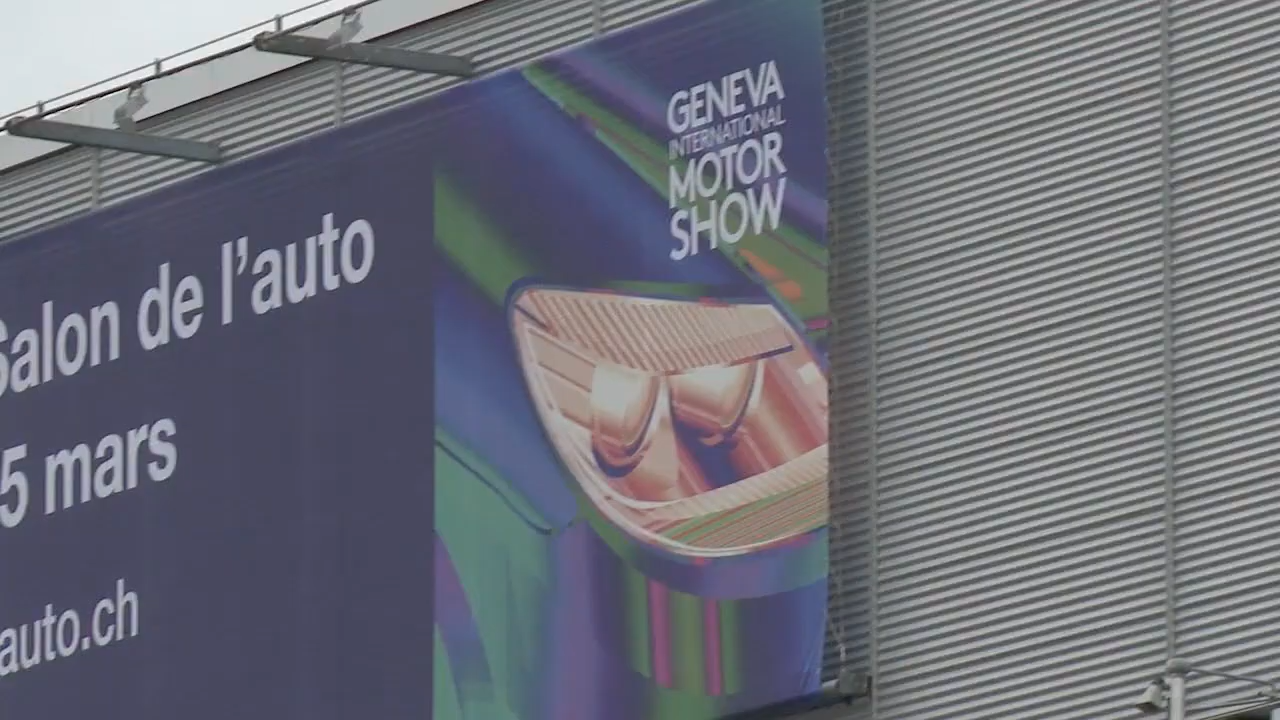 Salon de l'auto
5 mars
auto.ch
GENEVA
INTERNATIONAL
MOTOR
SHOW